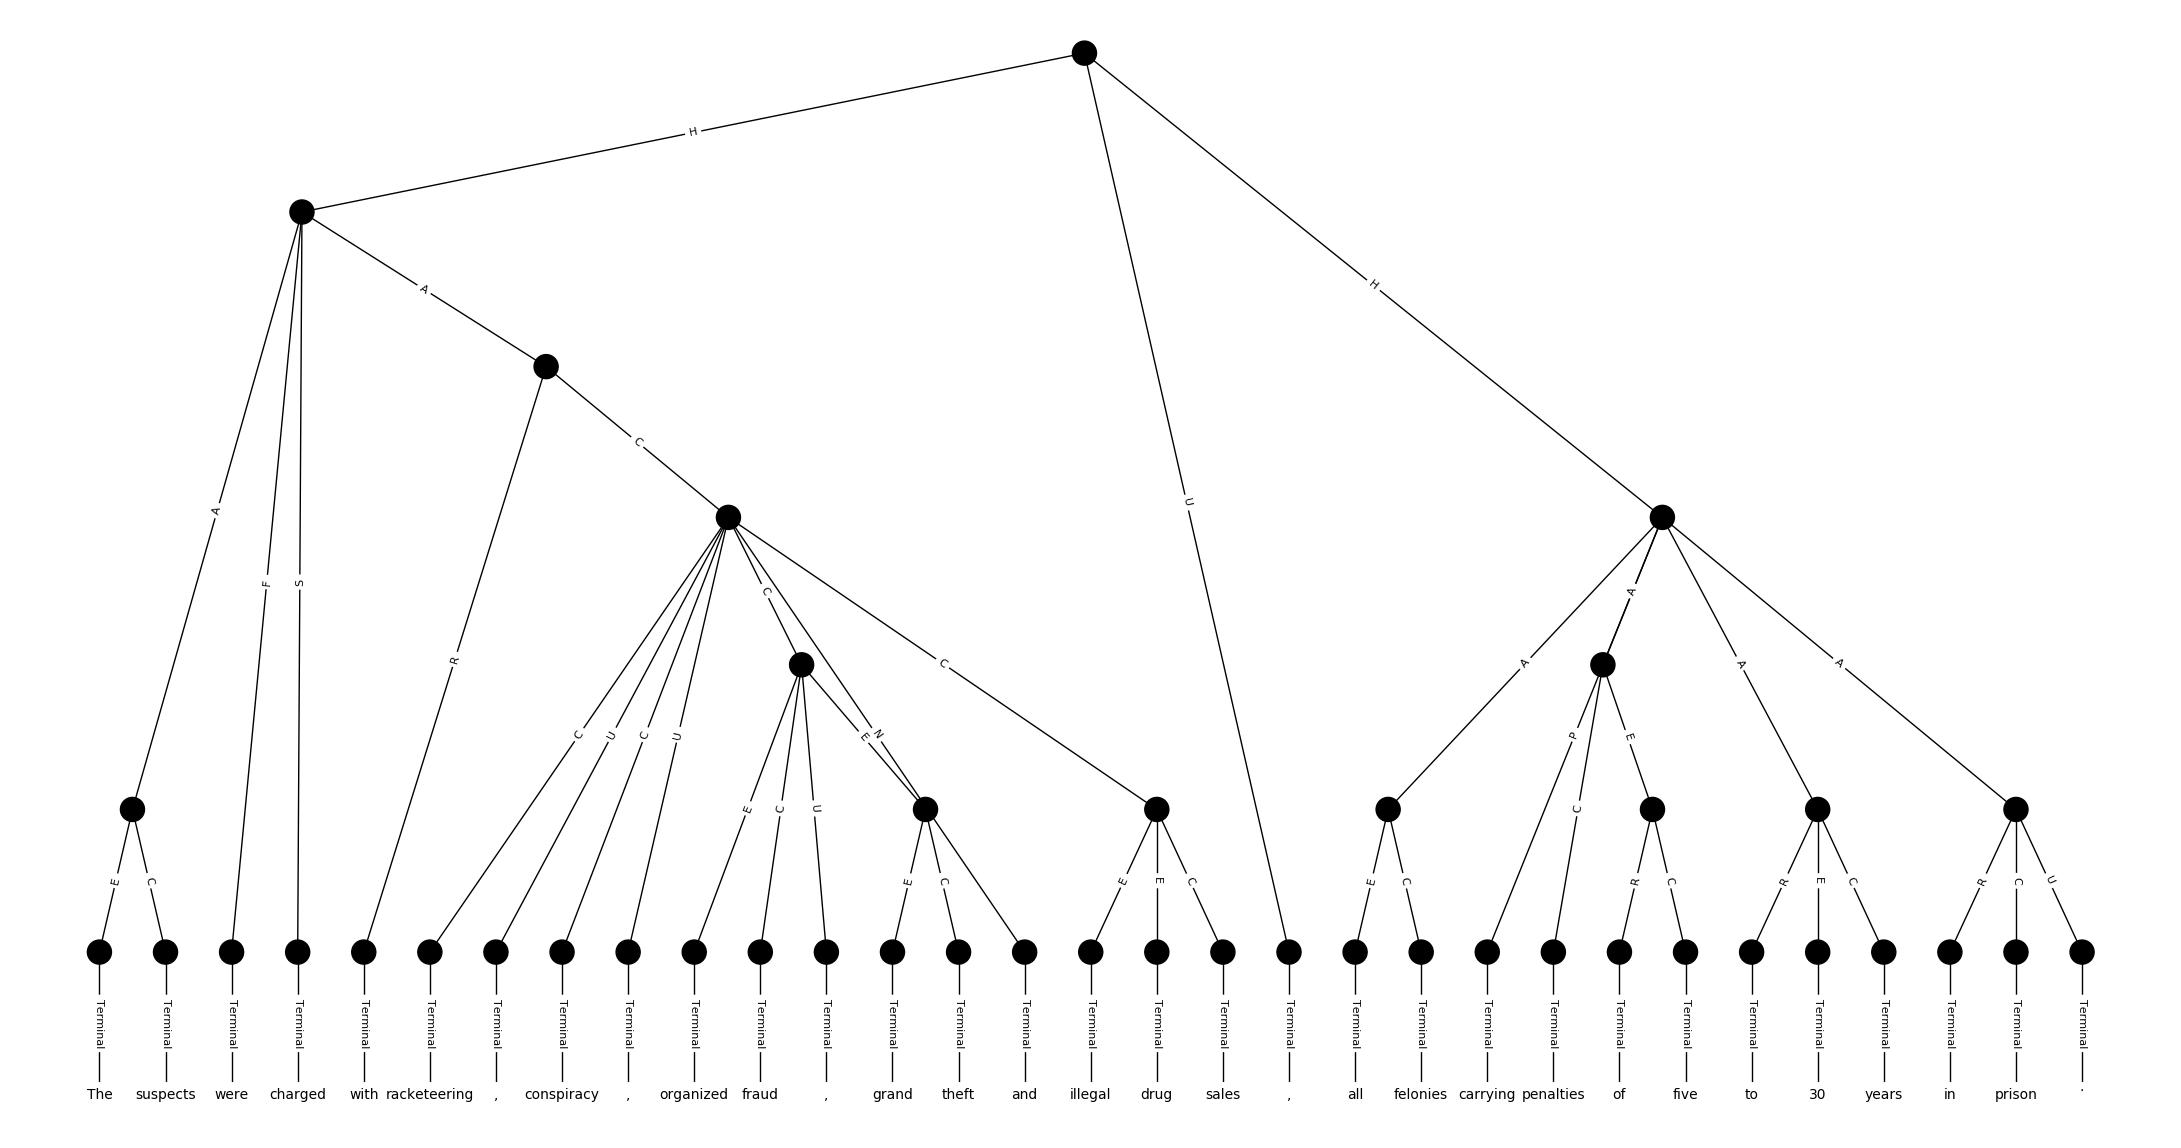 H
H
A
A
C
A
U
F
S
C
A
R
C
A
A
A
C
U
C
U
E
N
P
E
E
C
U
C
E
C
E
C
E
E
C
E
C
R
C
R
E
C
R
C
U
Terminal Terminal Terminal Terminal Terminal Terminal Terminal Terminal Terminal Terminal Terminal Terminal Terminal Terminal Terminal Terminal Terminal Terminal Terminal Terminal Terminal Terminal Terminal Terminal Terminal Terminal Terminal Terminal Terminal Terminal Terminal
The suspects were charged with racketeering , conspiracy , organized fraud , grand theft and illegal drug sales , all felonies carrying penalties of five to 30 years in prison .